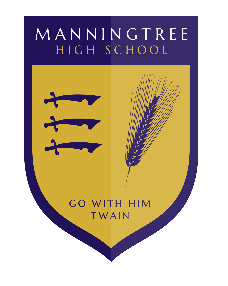 MANNINGTREE
HIGH SCHOOL
GO WITH HIM
TWAIN